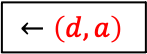 ← (d, a)